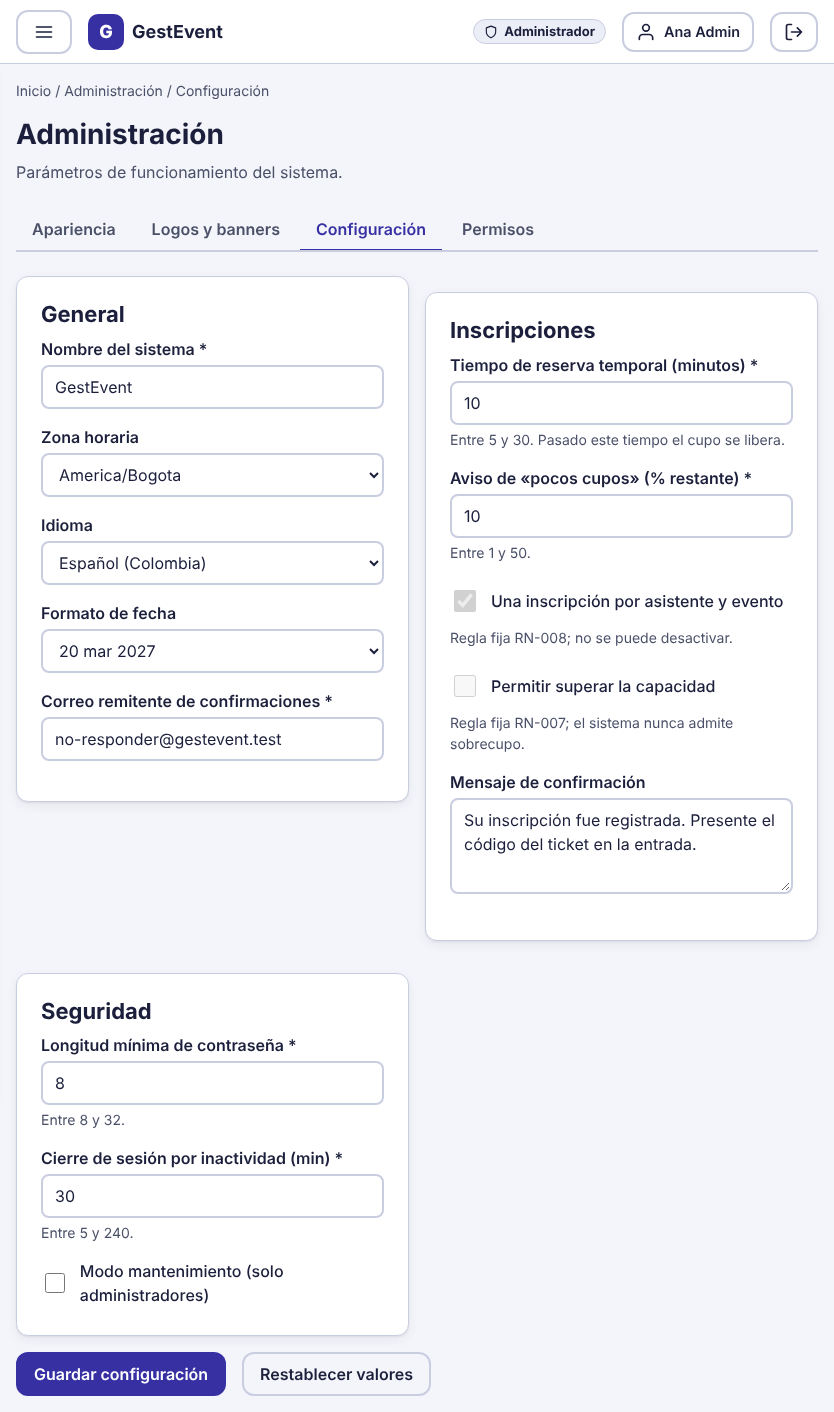 G GestEvent
Administrador
Ana Admin
Inicio / Administración / Configuración
Administración
Parámetros de funcionamiento del sistema.
Apariencia
Logos y banners
Configuración
Permisos
General
Nombre del sistema *
GestEvent
Zona horaria
America/Bogota
Idioma
Español (Colombia)
Formato de fecha
20 mar 2027
Correo remitente de confirmaciones *
no-responder@gestevent.test
Inscripciones
Tiempo de reserva temporal (minutos) *
10
Entre 5 y 30. Pasado este tiempo el cupo se libera.
Aviso de «pocos cupos» (% restante) *
10
Entre 1 y 50.
Una inscripción por asistente y evento
Regla fija RN-008; no se puede desactivar.
Permitir superar la capacidad
Regla fija RN-007; el sistema nunca admite
sobrecupo.
Mensaje de confirmación
Su inscripción fue registrada. Presente el
código del ticket en la entrada.
Seguridad
Longitud mínima de contraseña *
8
Entre 8 y 32.
Cierre de sesión por inactividad (min) *
30
Entre 5 y 240.
Modo mantenimiento (solo
administradores)
Guardar configuración
Restablecer valores